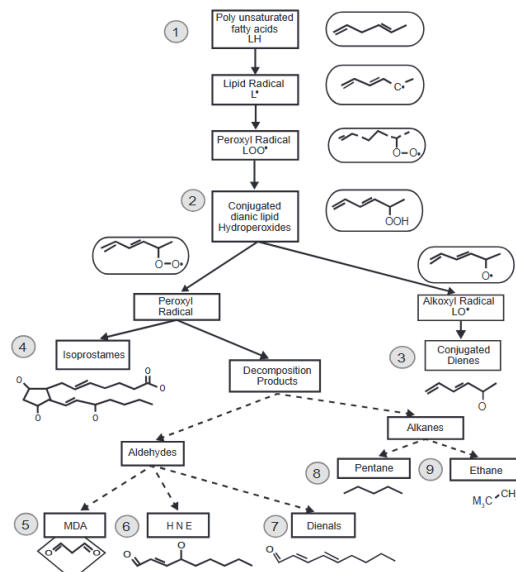 1
Poly unsaturated
fatty acids
LH
Lipid Radical
L•
C•
Peroxyl Radical
LOO•
O–O•
2
Conjugated
dianic lipid
Hydroperoxides
OOH
O–O•
O•
Peroxyl
Radical
Alkoxyl Radical
LO•
4
Isoprostames
3
Conjugated
Dienes
O
Decomposition
Products
O
O
O
O
O
Alkanes
Aldehydes
8
Pentane
9
Ethane
M3C
CH
5
MDA
6
H N E
7
Dienals
O
O
O
O
O